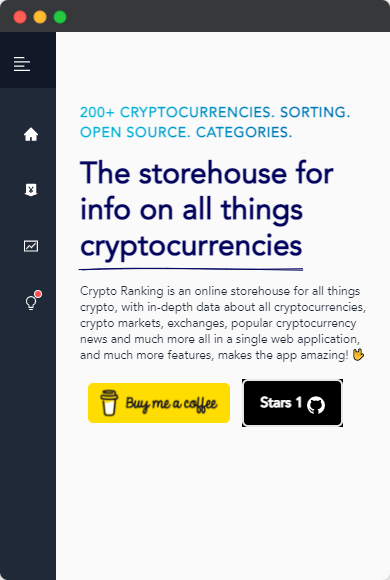 200+ CRYPTOCURRENCIES. SORTING.
OPEN SOURCE. CATEGORIES.
The storehouse for
info on all things
cryptocurrencies
Crypto Ranking is an online storehouse for all things
crypto, with in-depth data about all cryptocurrencies,
crypto markets, exchanges, popular cryptocurrency
news and much more all in a single web application,
and much more features, makes the app amazing! 🖖
Buy me a coffee
Stars 1